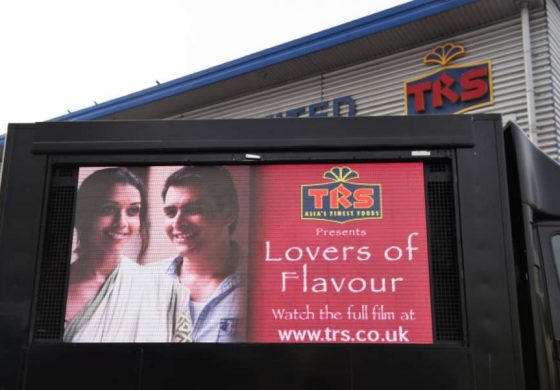 TRS
TRS
ASIA'S FINEST FOODS
Presents
Lovers of
Flavour
Watch the full film at
www.trs.co.uk